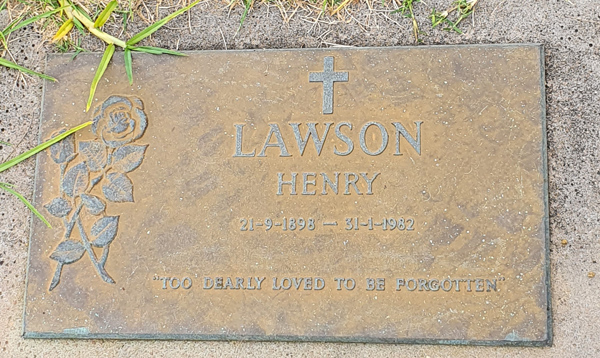 LAWSON
HENRY
21-9-1898 — 31-1-1982
"TOO DEARLY LOVED TO BE FORGOTTEN"